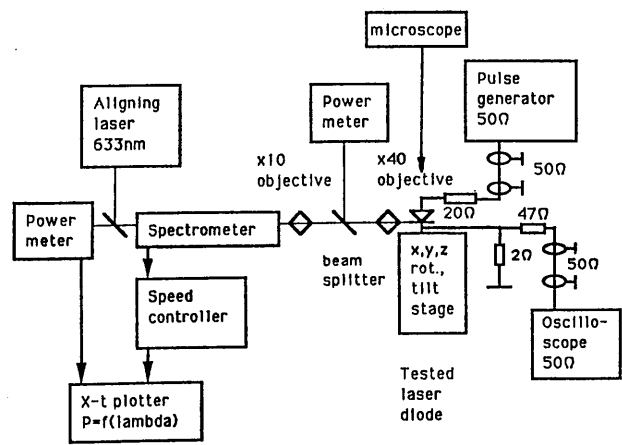 microscope
Pulse
generator
50Ω
Aligning
laser
633nm
Power
meter
x10
objective
x40
objective
50Ω
20Ω
47Ω
Power
meter
Spectrometer
beam
splitter
x,y,z
rot.,
tilt
stage
2Ω
50Ω
Speed
controller
Oscillo-
scope
50Ω
Tested
laser
diode
X-t plotter
P=f(lambda)